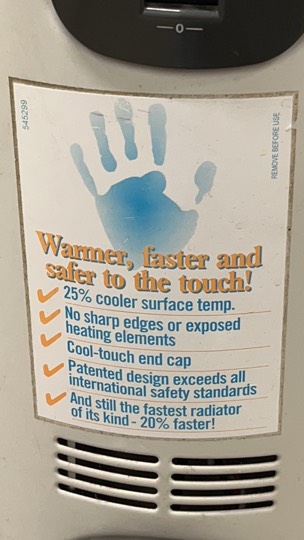 0
545299
REMOVE BEFORE USE
Warmer, faster and
safer to the touch!
25% cooler surface temp.
No sharp edges or exposed
heating elements
Cool-touch end cap
Patented design exceeds all
international safety standards
And still the fastest radiator
of its kind - 20% faster!